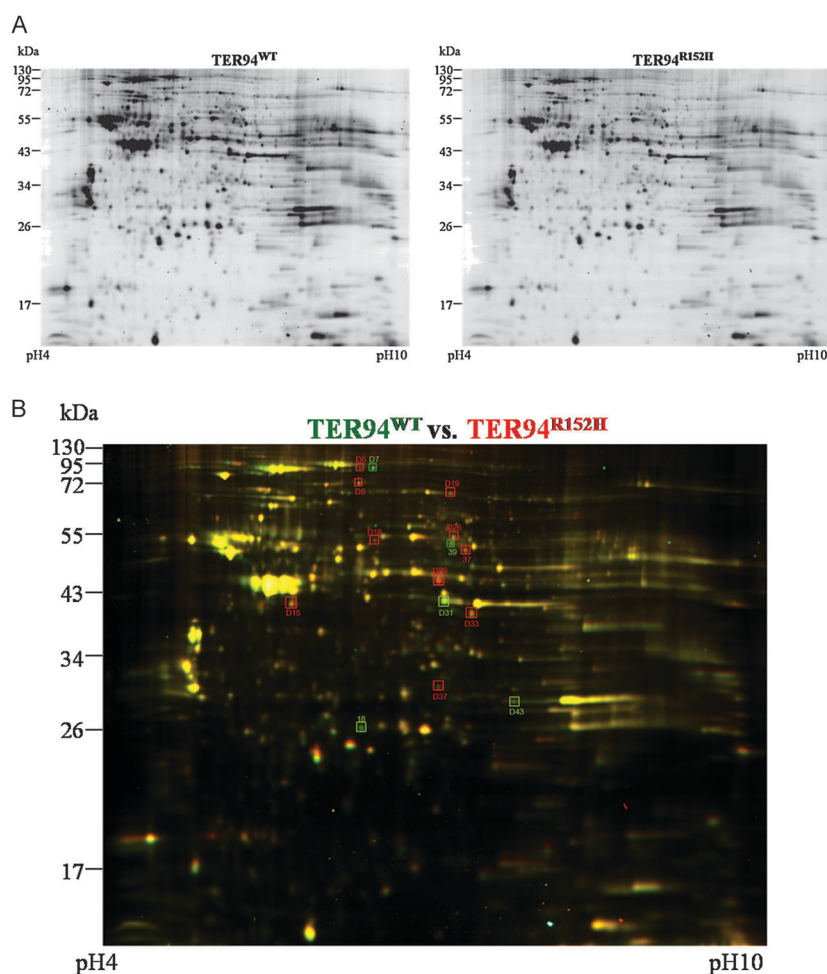 A
kDa
TER94WT
130
95
72
55
43
34
26
17
pH4
pH10
kDa
TER94R152H
130
95
72
55
43
34
26
17
pH4
pH10
B
kDa
TER94WT vs. TER94R152H
130
95
72
55
43
34
26
17
D6
D7
D8
D19
D18
D26
39
37
D29
D15
D31
D33
D37
D43
18
pH4
pH10